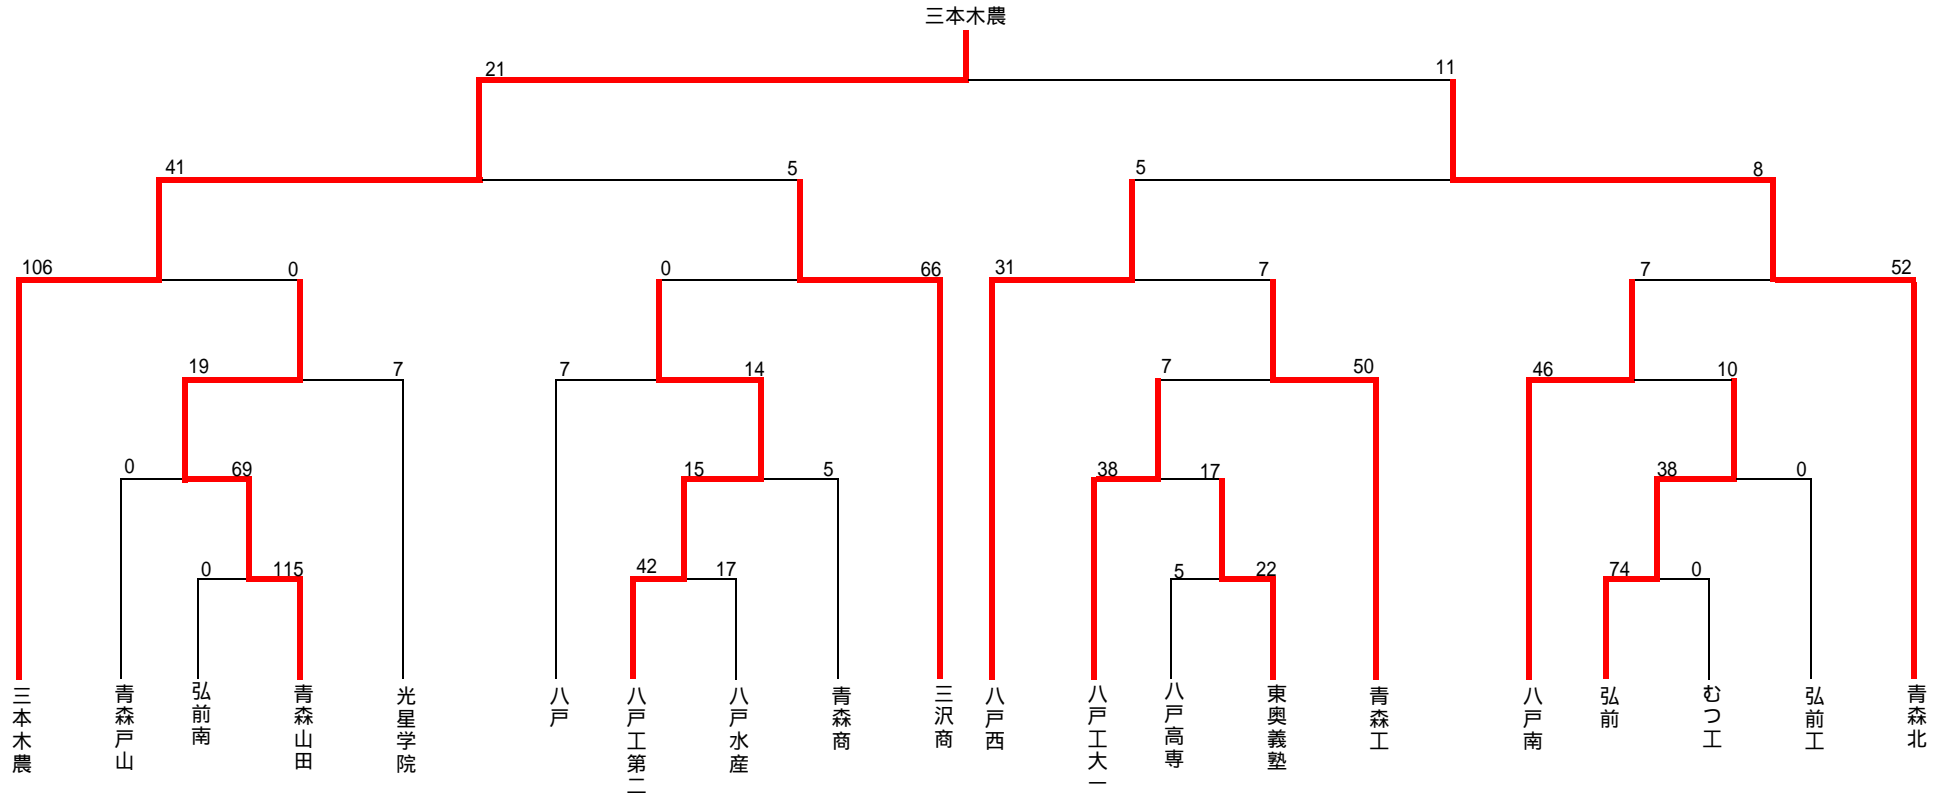 三本木農
21
11
41
5
5
8
106
0
0
66
31
7
7
52
19
7
7
14
7
50
46
10
0
69
15
5
38
17
38
0
0
115
42
17
5
22
74
0
三本木農
青森戸山
弘前南
青森山田
光星学院
八戸
八戸工第二
八戸水産
青森商
三沢商
八戸西
八戸工大一
八戸高専
東奥義塾
青森工
八戸南
弘前
むつ工
弘前工
青森北